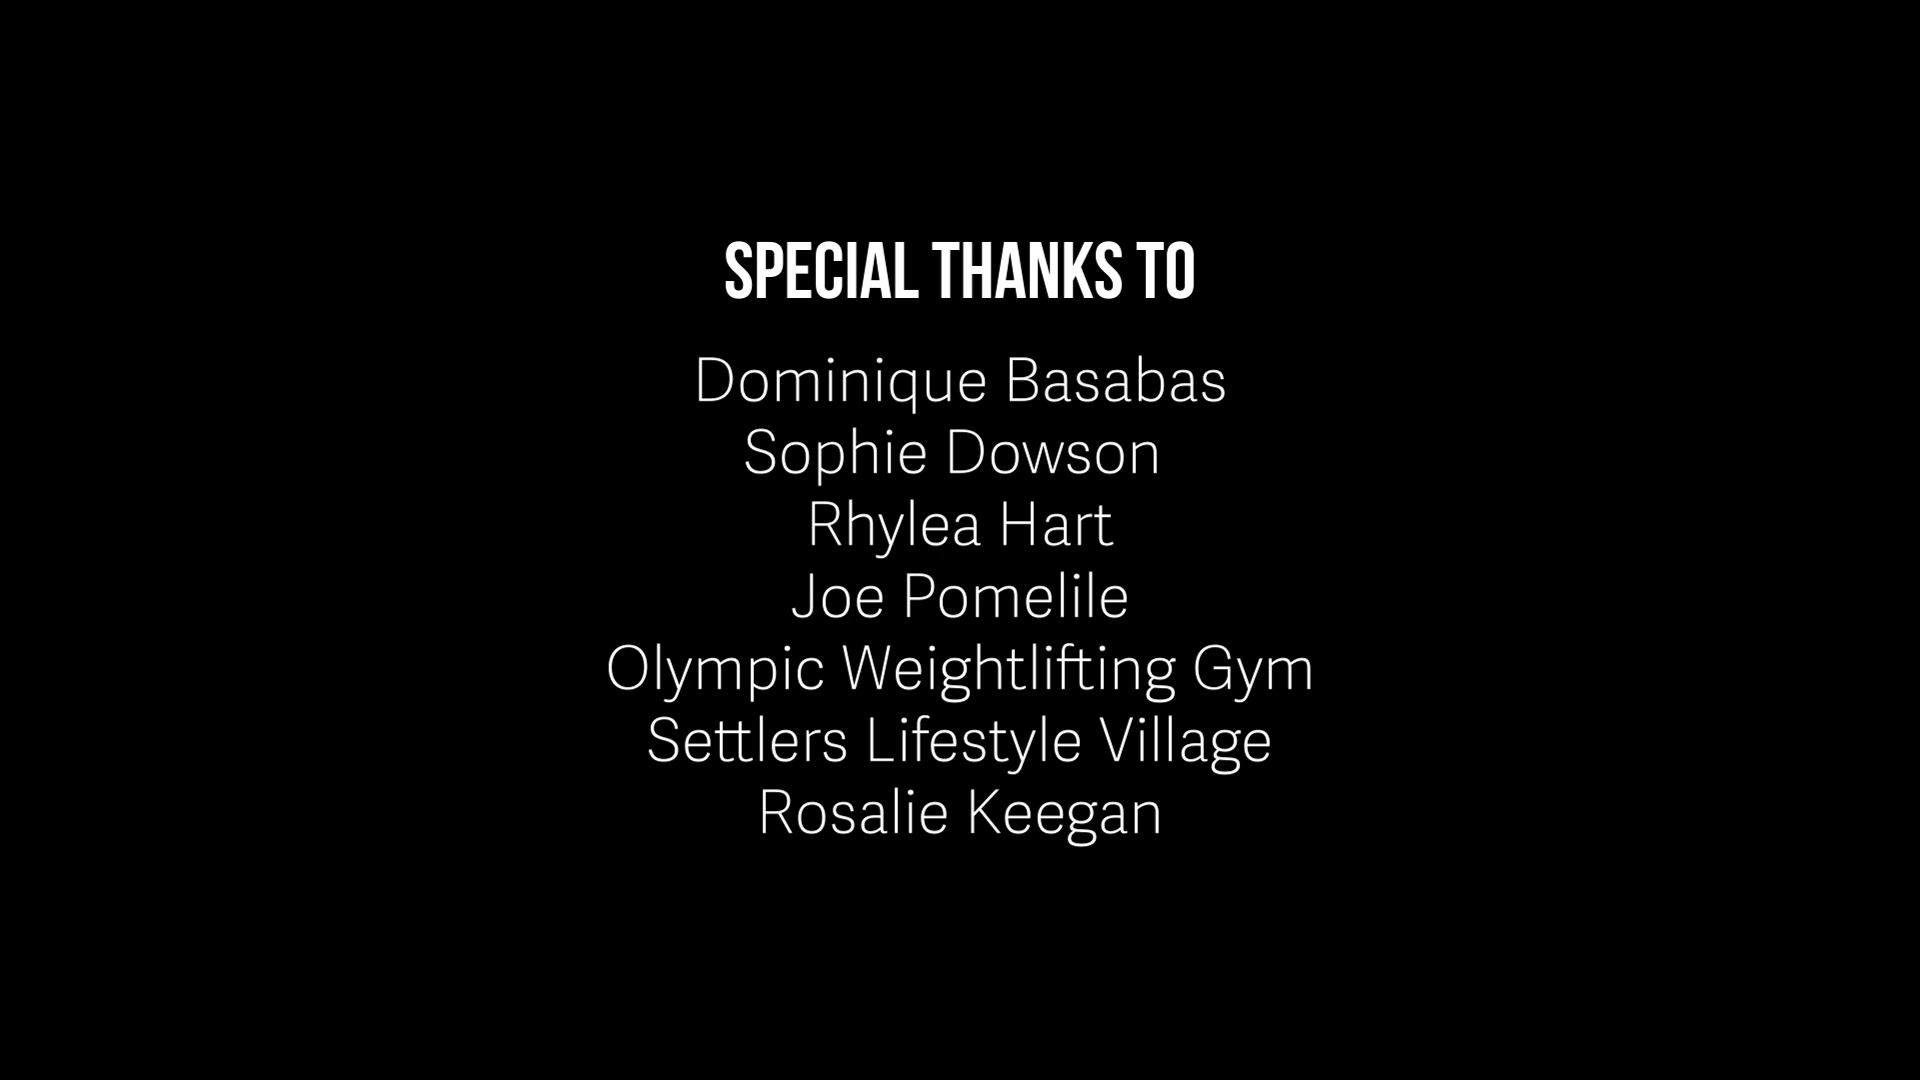 SPECIAL THANKS TO
Dominique Basabas
Sophie Dowson
Rhylea Hart
Joe Pomelile
Olympic Weightlifting Gym
Settlers Lifestyle Village
Rosalie Keegan